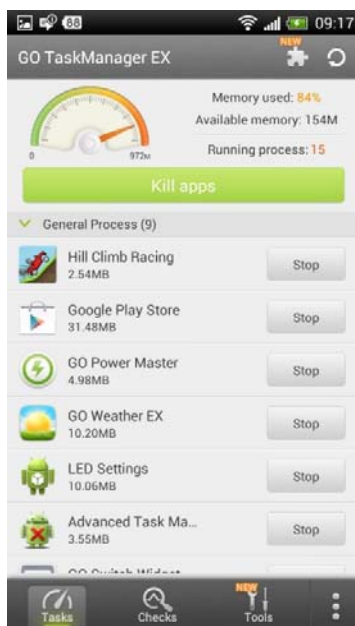 88
09:17
GO TaskManager EX
NEW
Memory used: 84%
Available memory: 154M
0
972M
Running process: 15
Kill apps
General Process (9)
Hill Climb Racing
2.54MB
Stop
Google Play Store
31.48MB
Stop
GO Power Master
4.98MB
Stop
GO Weather EX
10.20MB
Stop
LED Settings
10.06MB
Stop
Advanced Task Ma...
3.55MB
Stop
GO Switch Widget
Tasks
Checks
NEW
Tools